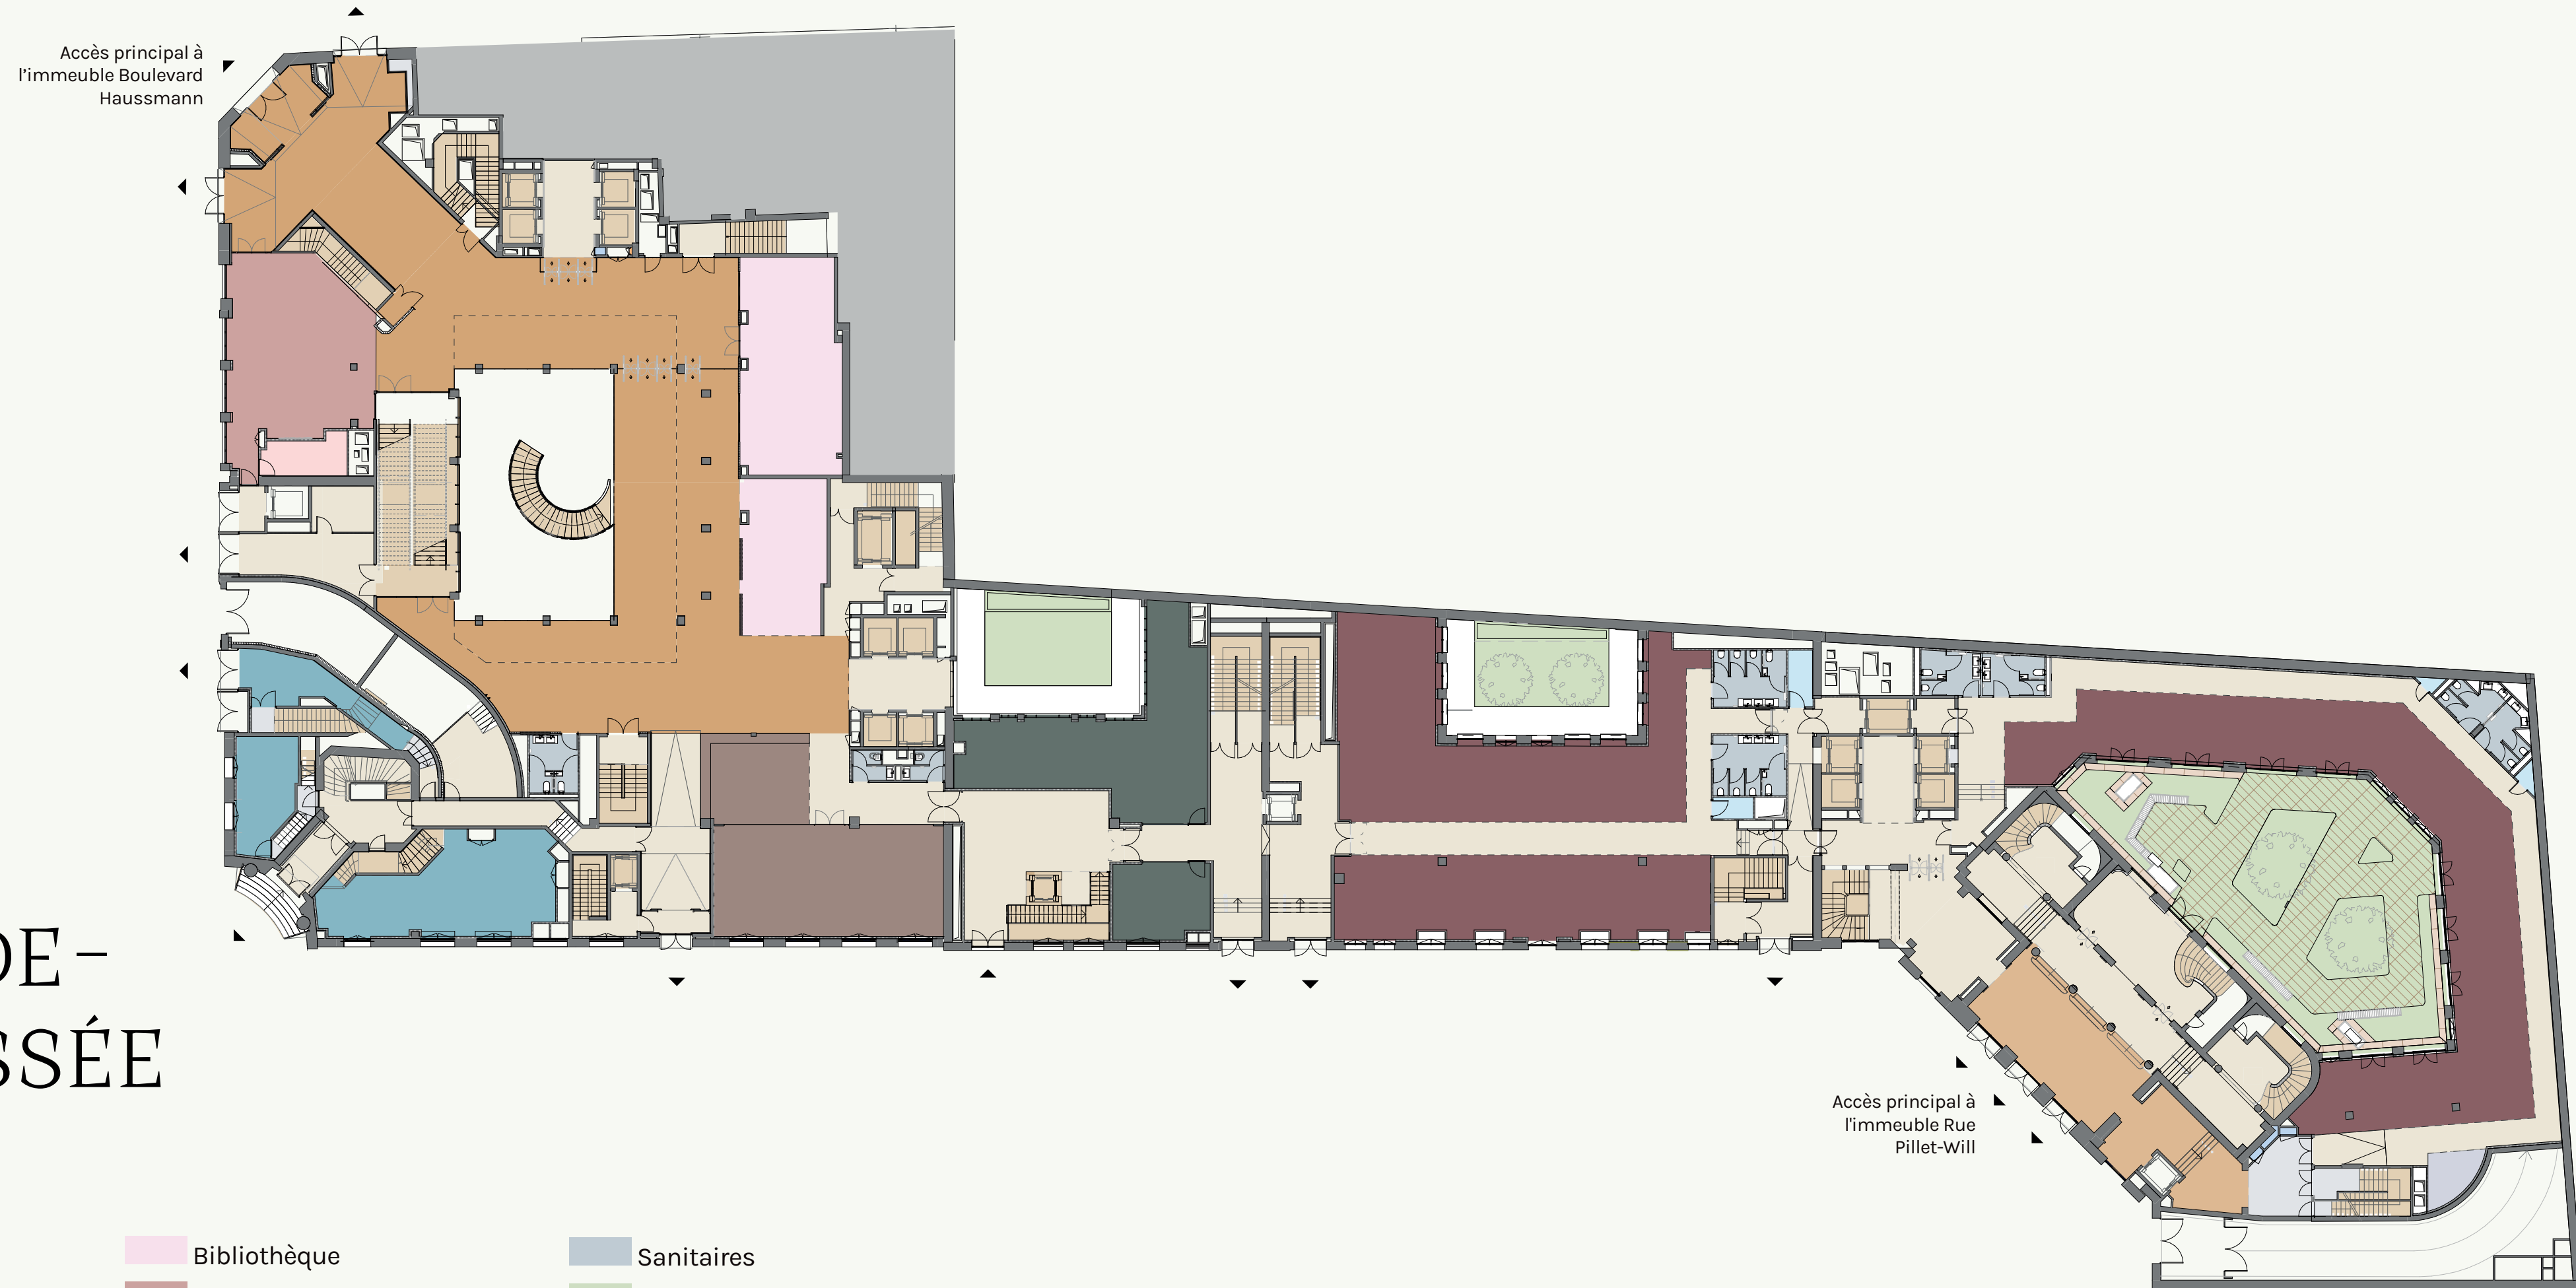 Accès principal à
l'immeuble Boulevard
Haussmann
DE-
SSÉE
Accès principal à
l'immeuble Rue
Pillet-Will
Bibliothèque
Sanitaires